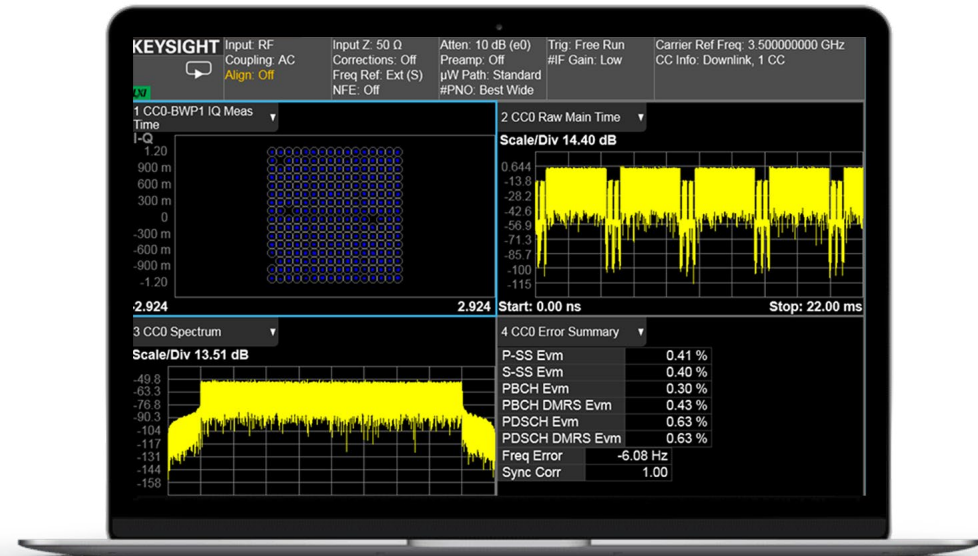 KEYSIGHT
LXI
Input: RF
Coupling: AC
Align: Off
Input Z: 50 Ω
Corrections: Off
Freq Ref: Ext (S)
NFE: Off
Atten: 10 dB (e0)
Preamp: Off
µW Path: Standard
#PNO: Best Wide
Trig: Free Run
#IF Gain: Low
Carrier Ref Freq: 3.500000000 GHz
CC Info: Downlink, 1 CC
1 CC0-BWP1 IQ Meas
Time
I-Q
1.20
900 m
600 m
300 m
0
-300 m
-600 m
-900 m
-1.20
-2.924
2.924
2 CC0 Raw Main Time
Scale/Div 14.40 dB
0.644
-13.8
-28.2
-42.6
-56.9
-71.3
-85.7
-100
-115
Start: 0.00 ns
Stop: 22.00 ms
3 CC0 Spectrum
Scale/Div 13.51 dB
-49.8
-63.3
-76.8
-90.3
-104
-117
-131
-144
-158
4 CC0 Error Summary
P-SS Evm 0.41 %
S-SS Evm 0.40 %
PBCH Evm 0.30 %
PBCH DMRS Evm 0.43 %
PDSCH Evm 0.63 %
PDSCH DMRS Evm 0.63 %
Freq Error -6.08 Hz
Sync Corr 1.00